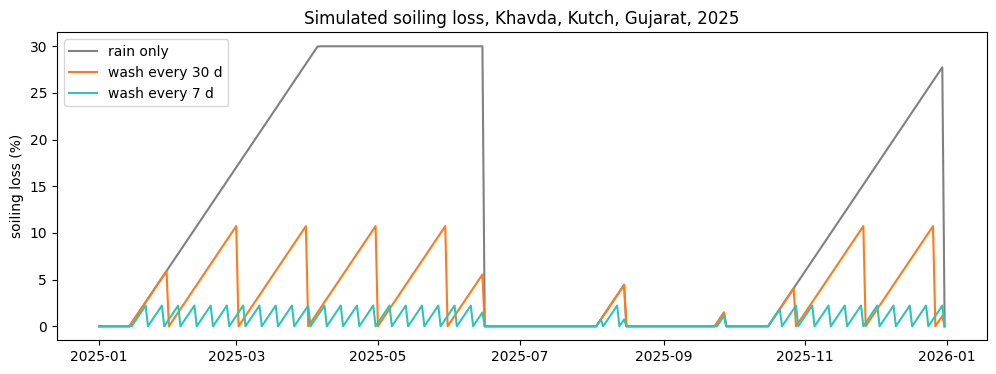 Simulated soiling loss, Khavda, Kutch, Gujarat, 2025
rain only
wash every 30 d
wash every 7 d
soiling loss (%)
30
25
20
15
10
5
0
2025-01
2025-03
2025-05
2025-07
2025-09
2025-11
2026-01